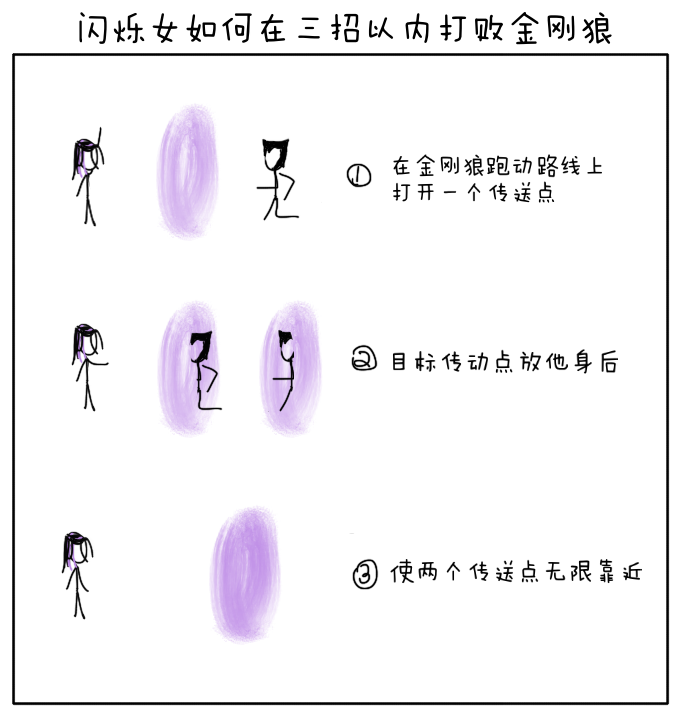 闪烁女如何在三招以内打败金刚狼
① 在金刚狼跑动路线上
打开一个传送点
② 目标传动点放他身后
③ 使两个传送点无限靠近